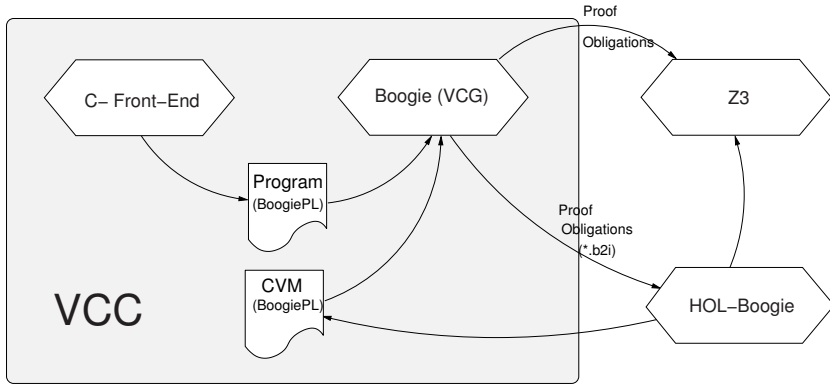 Proof
Obligations
C- Front-End
Boogie (VCG)
Z3
Program
(BoogiePL)
Proof
Obligations
(*.b2i)
CVM
(BoogiePL)
VCC
HOL-Boogie